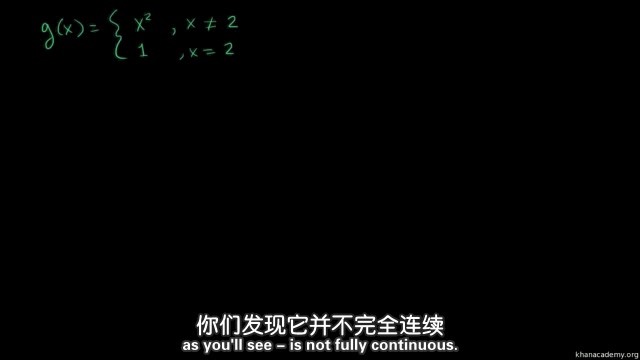 g(x) = { x² , x ≠ 2
1 , x = 2
你们发现它并不完全连续
as you'll see – is not fully continuous.
khanacademy.org